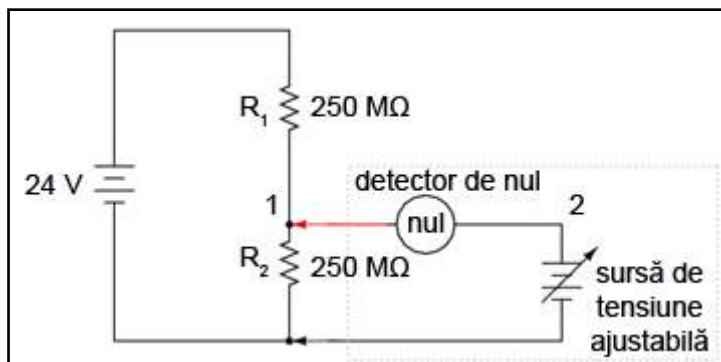 R1 250 MΩ
24 V
detector de nul
1
nul
2
R2 250 MΩ
sursă de
tensiune
ajustabilă